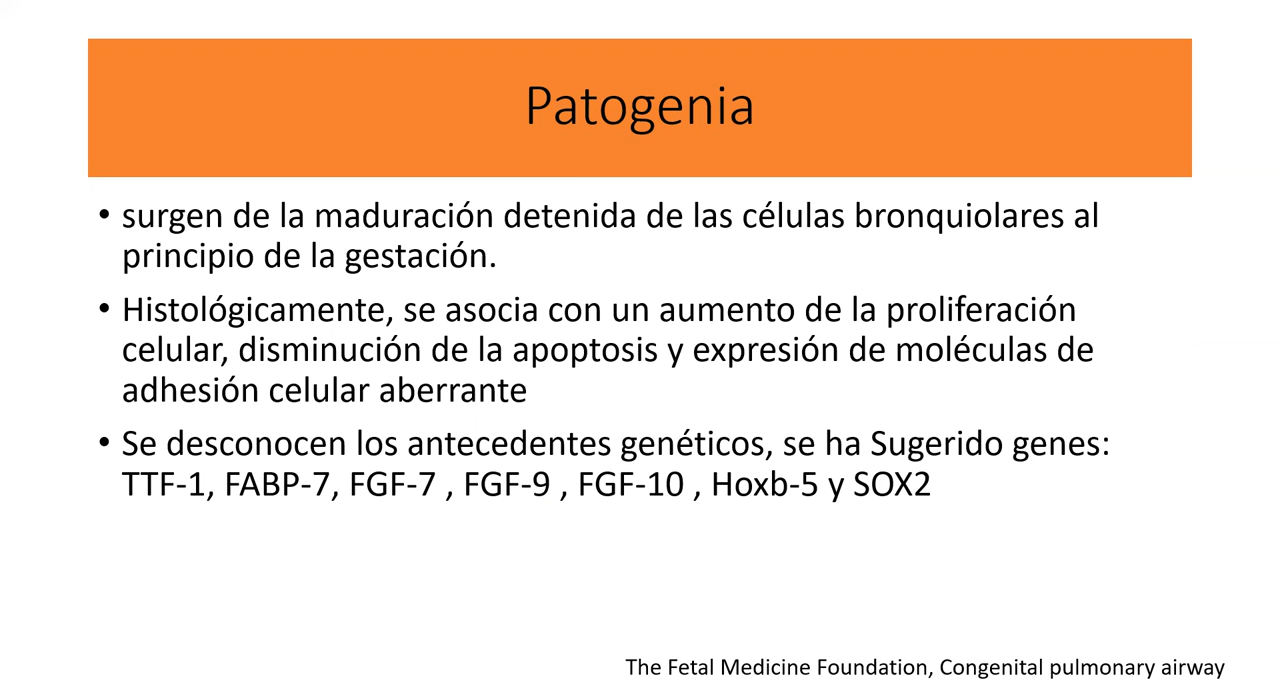 Patogenia
• surgen de la maduración detenida de las células bronquiolares al
principio de la gestación.
• Histológicamente, se asocia con un aumento de la proliferación
celular, disminución de la apoptosis y expresión de moléculas de
adhesión celular aberrante
• Se desconocen los antecedentes genéticos, se ha Sugerido genes:
TTF-1, FABP-7, FGF-7 , FGF-9 , FGF-10 , Hoxb-5 y SOX2
The Fetal Medicine Foundation, Congenital pulmonary airway